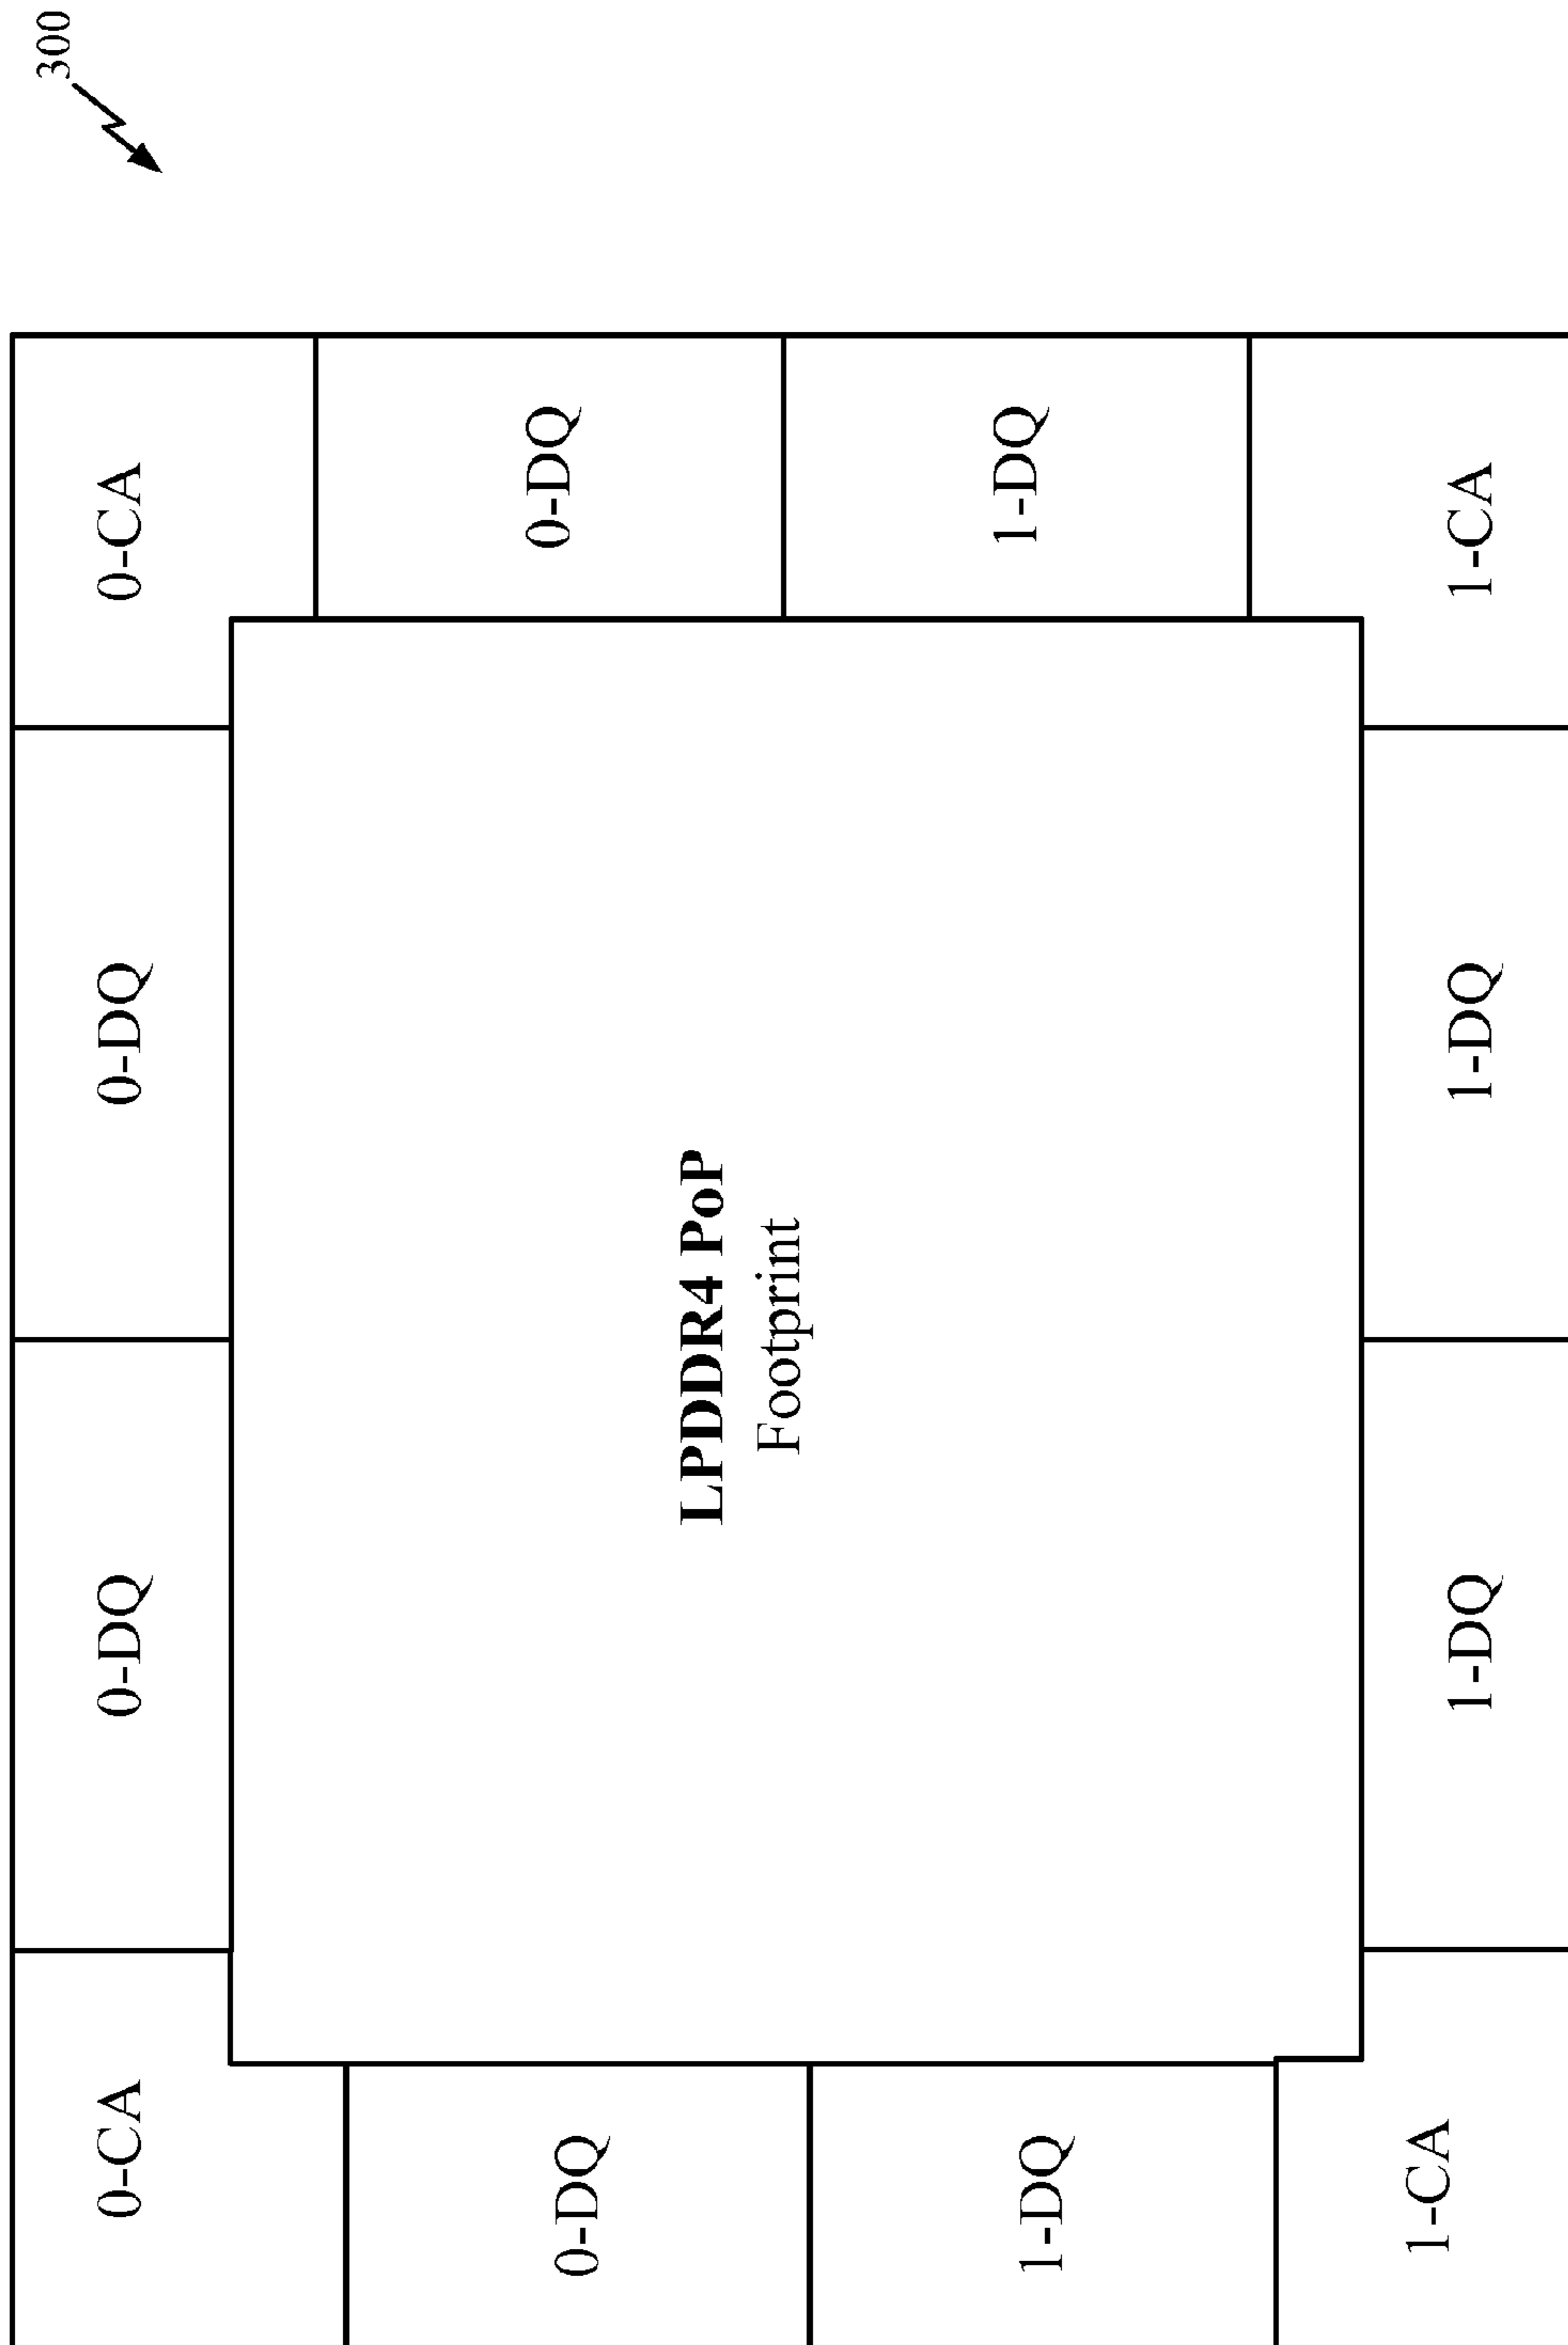 300
0-CA
0-DQ
0-DQ
0-CA
0-DQ
0-DQ
LPDDR4 PoP
Footprint
1-DQ
1-DQ
1-CA
1-DQ
1-DQ
1-CA